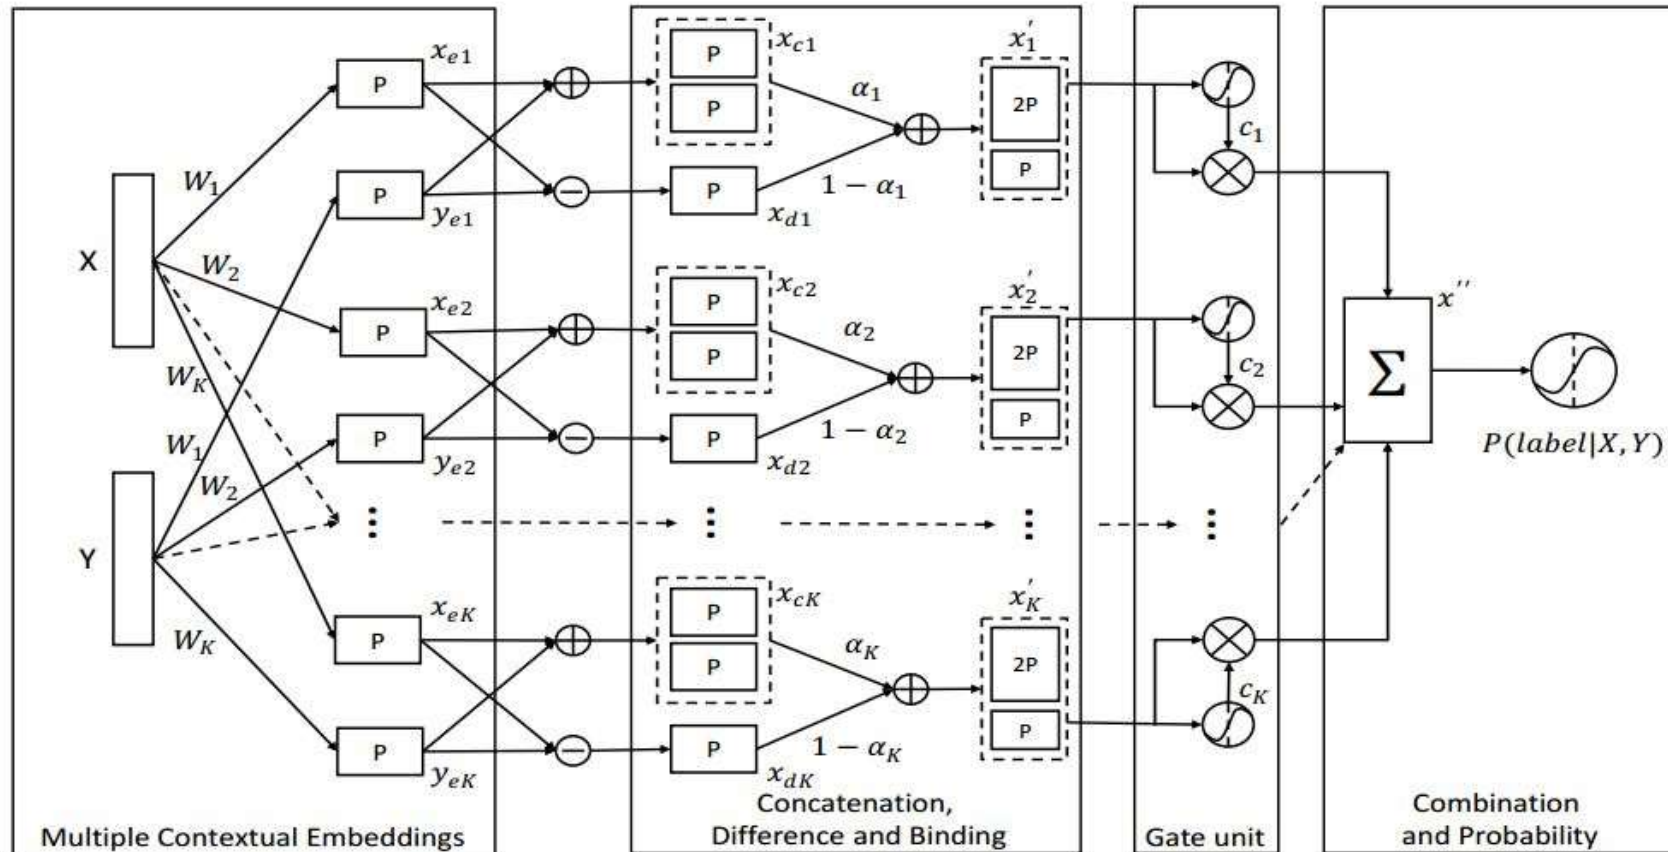 X
Y
W_1
W_2
W_K
W_1
W_2
W_K
P
x_{e1}
P
y_{e1}
P
x_{e2}
P
y_{e2}
⋮
P
x_{eK}
P
y_{eK}
Multiple Contextual Embeddings
P
P
x_{c1}
P
x_{d1}
α_1
1 − α_1
x_1'
2P
P
P
P
x_{c2}
P
x_{d2}
α_2
1 − α_2
x_2'
2P
P
⋮
⋮
P
P
x_{cK}
P
x_{dK}
α_K
1 − α_K
x_K'
2P
P
Concatenation,
Difference and Binding
c_1
c_2
⋮
c_K
Gate unit
x''
Σ
P(label|X, Y)
Combination
and Probability